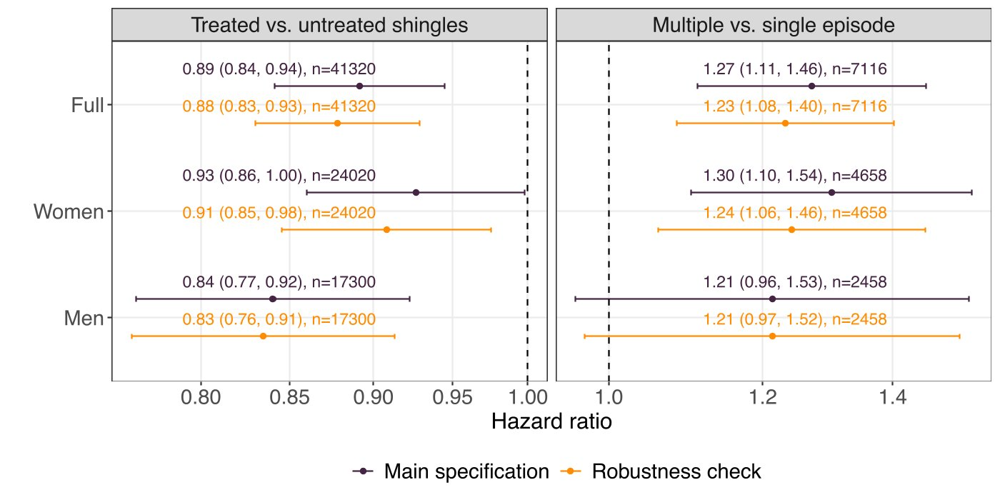 Treated vs. untreated shingles
Multiple vs. single episode
Full
0.89 (0.84, 0.94), n=41320
0.88 (0.83, 0.93), n=41320
1.27 (1.11, 1.46), n=7116
1.23 (1.08, 1.40), n=7116
Women
0.93 (0.86, 1.00), n=24020
0.91 (0.85, 0.98), n=24020
1.30 (1.10, 1.54), n=4658
1.24 (1.06, 1.46), n=4658
Men
0.84 (0.77, 0.92), n=17300
0.83 (0.76, 0.91), n=17300
1.21 (0.96, 1.53), n=2458
1.21 (0.97, 1.52), n=2458
0.80 0.85 0.90 0.95 1.00
1.0 1.2 1.4
Hazard ratio
Main specification Robustness check